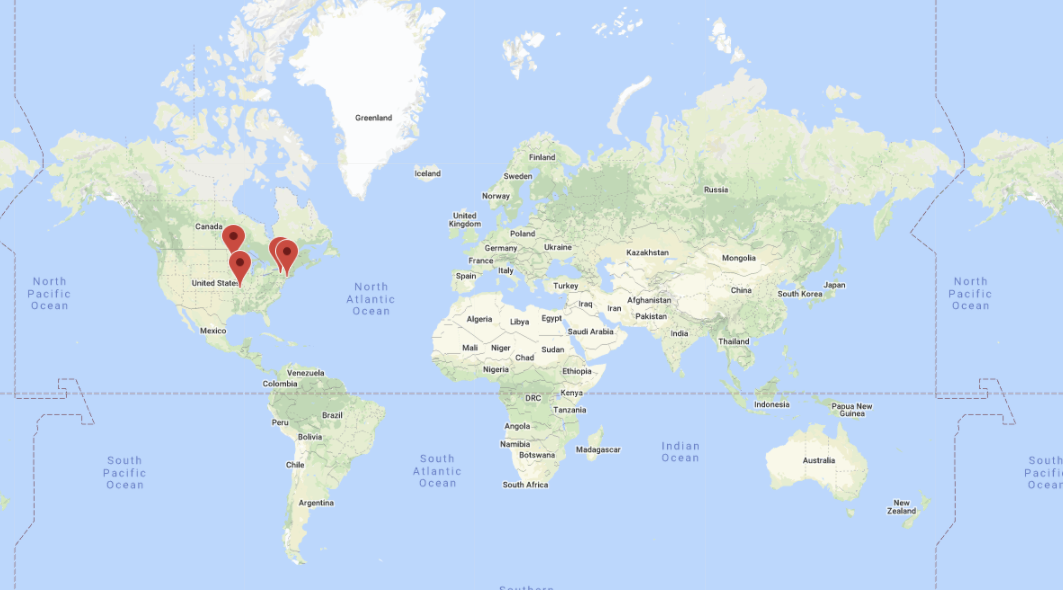 Greenland
Iceland
Finland
Sweden
Norway
Russia
United
Kingdom
Canada
Poland
Germany
Ukraine
France
Kazakhstan
Mongolia
Spain
Italy
United States
Turkey
China
Japan
South Korea
North
Pacific
Ocean
North
Atlantic
Ocean
North
Pacific
Ocean
Iraq
Iran
Afghanistan
Pakistan
Algeria
Libya
Egypt
Saudi Arabia
India
Mexico
Mali
Niger
Chad
Sudan
Thailand
Nigeria
Ethiopia
Venezuela
Colombia
DRC
Kenya
Tanzania
Indonesia
Papua New
Guinea
Brazil
Peru
Angola
Bolivia
Namibia
Botswana
Madagascar
Indian
Ocean
South
Pacific
Ocean
Chile
South
Atlantic
Ocean
South Africa
Australia
South
Pacifi
Ocean
Argentina
New
Zealand
Southern